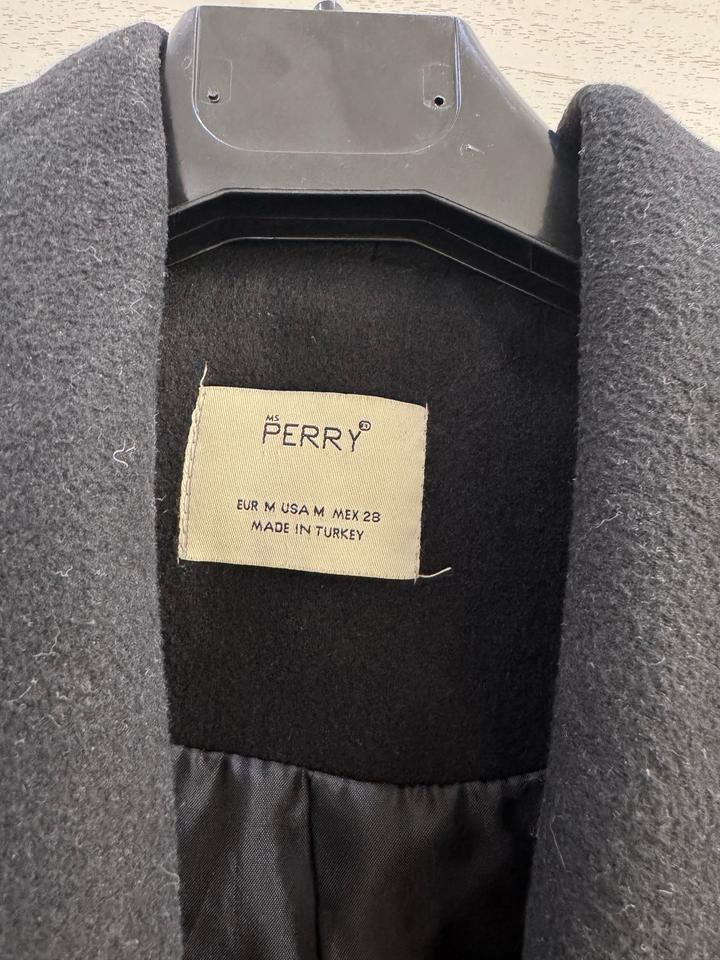 MS
PERRY
EUR M USA M MEX 28
MADE IN TURKEY